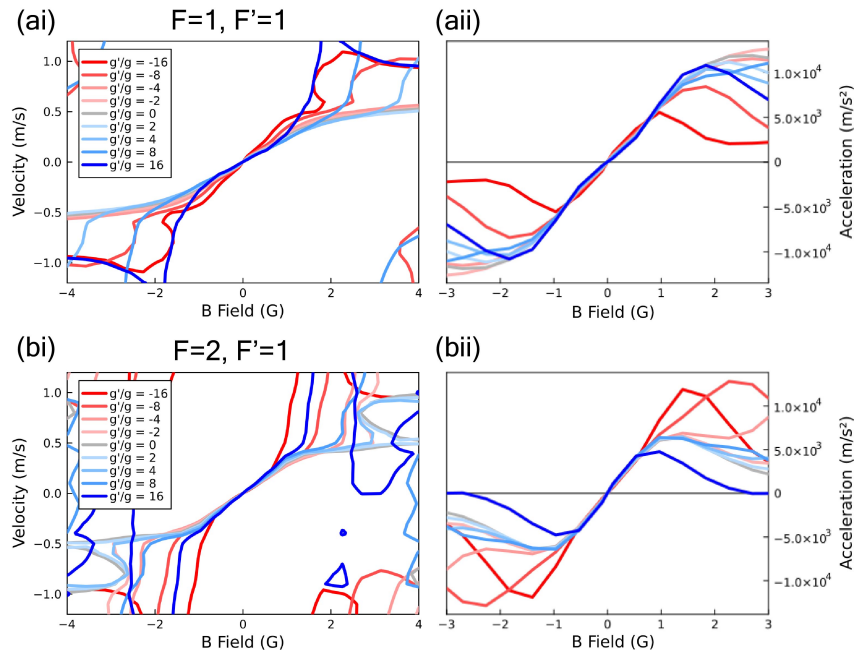 (ai)
F=1, F'=1
(aii)
1.0
0.5
0.0
−0.5
−1.0
Velocity (m/s)
g'/g = -16
g'/g = -8
g'/g = -4
g'/g = -2
g'/g = 0
g'/g = 2
g'/g = 4
g'/g = 8
g'/g = 16
−4
−2
0
2
4
B Field (G)
1.0×10⁴
5.0×10³
0
−5.0×10³
−1.0×10⁴
Acceleration (m/s²)
−3
−2
−1
0
1
2
3
B Field (G)
(bi)
F=2, F'=1
(bii)
1.0
0.5
0.0
−0.5
−1.0
Velocity (m/s)
g'/g = -16
g'/g = -8
g'/g = -4
g'/g = -2
g'/g = 0
g'/g = 2
g'/g = 4
g'/g = 8
g'/g = 16
−4
−2
0
2
4
B Field (G)
1.0×10⁴
5.0×10³
0
−5.0×10³
−1.0×10⁴
Acceleration (m/s²)
−3
−2
−1
0
1
2
3
B Field (G)